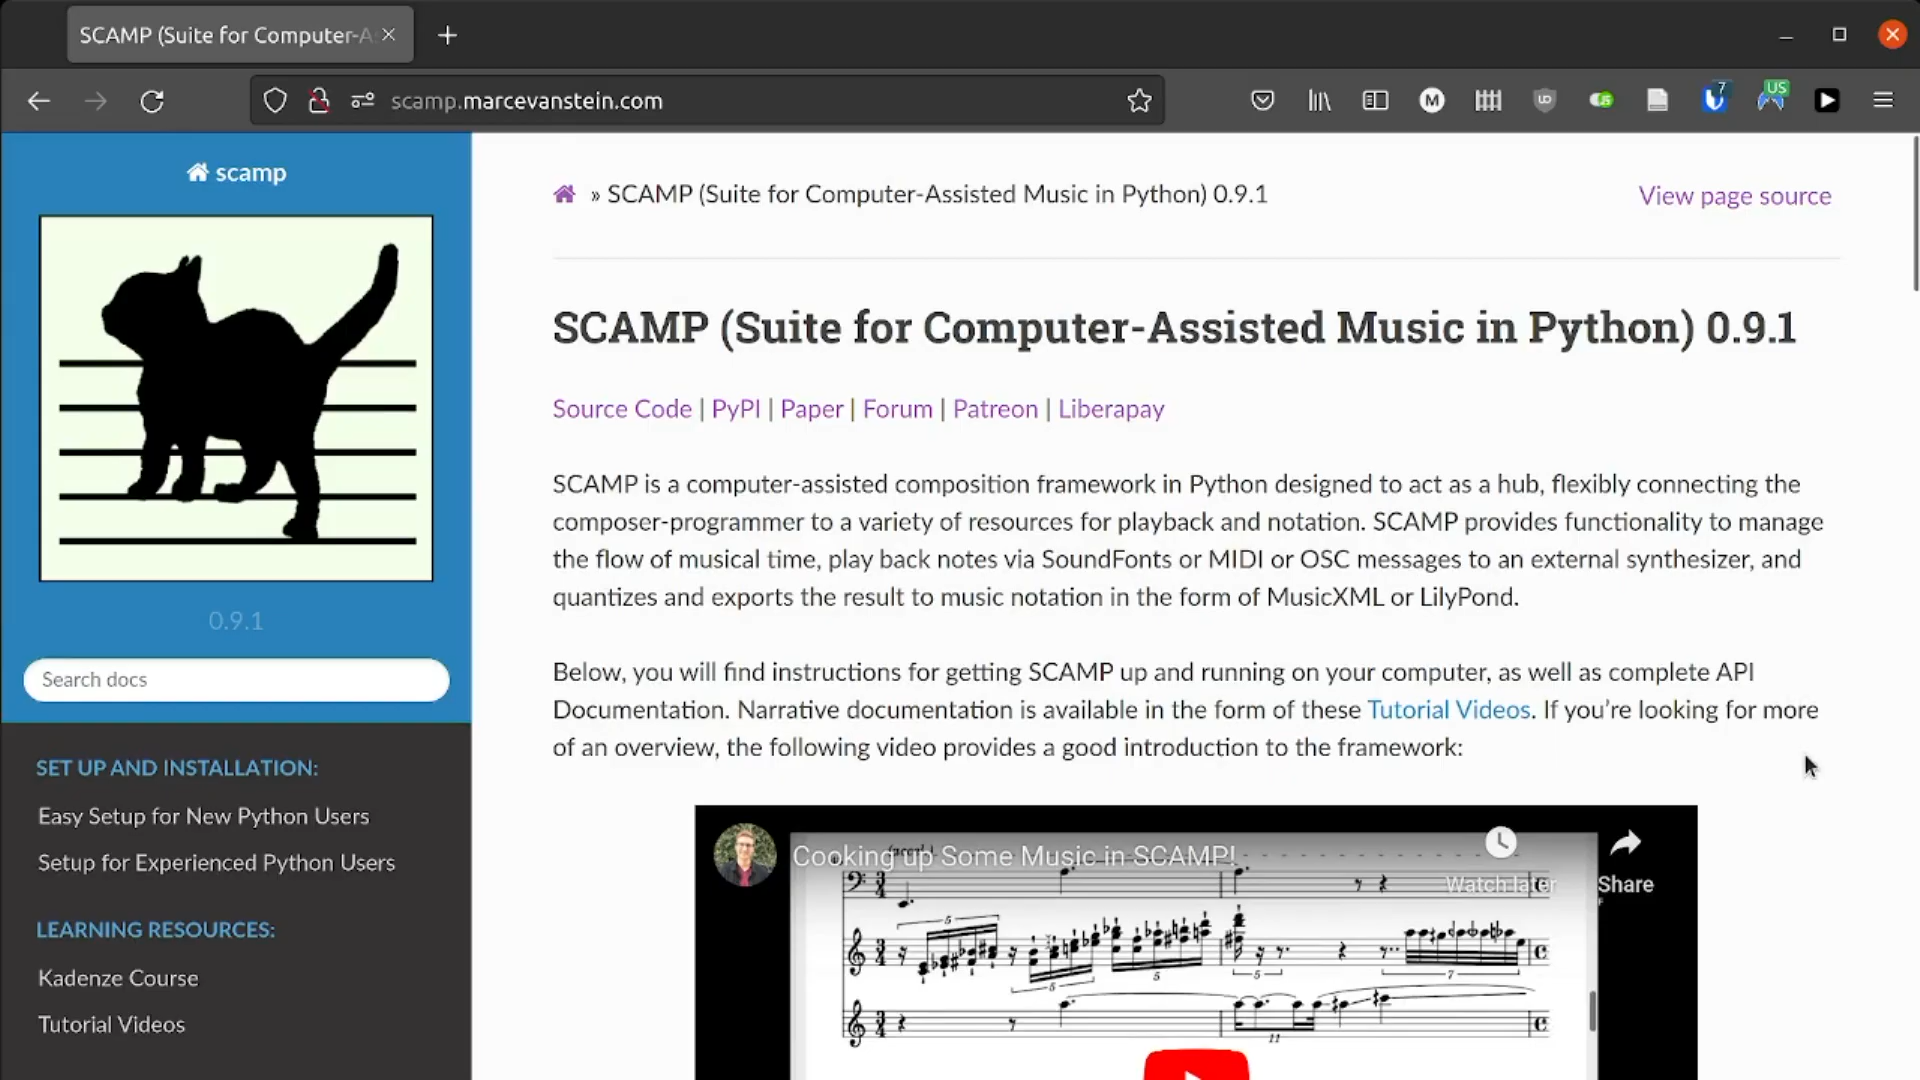 SCAMP (Suite for Computer-A
scamp.marcevanstein.com
7
US
scamp
0.9.1
Search docs
SET UP AND INSTALLATION:
Easy Setup for New Python Users
Setup for Experienced Python Users
LEARNING RESOURCES:
Kadenze Course
Tutorial Videos
» SCAMP (Suite for Computer-Assisted Music in Python) 0.9.1
View page source
SCAMP (Suite for Computer-Assisted Music in Python) 0.9.1
Source Code | PyPI | Paper | Forum | Patreon | Liberapay
SCAMP is a computer-assisted composition framework in Python designed to act as a hub, flexibly connecting the
composer-programmer to a variety of resources for playback and notation. SCAMP provides functionality to manage
the flow of musical time, play back notes via SoundFonts or MIDI or OSC messages to an external synthesizer, and
quantizes and exports the result to music notation in the form of MusicXML or LilyPond.
Below, you will find instructions for getting SCAMP up and running on your computer, as well as complete API
Documentation. Narrative documentation is available in the form of these Tutorial Videos. If you’re looking for more
of an overview, the following video provides a good introduction to the framework:
Cooking up Some Music in SCAMP!
Watch later
Share